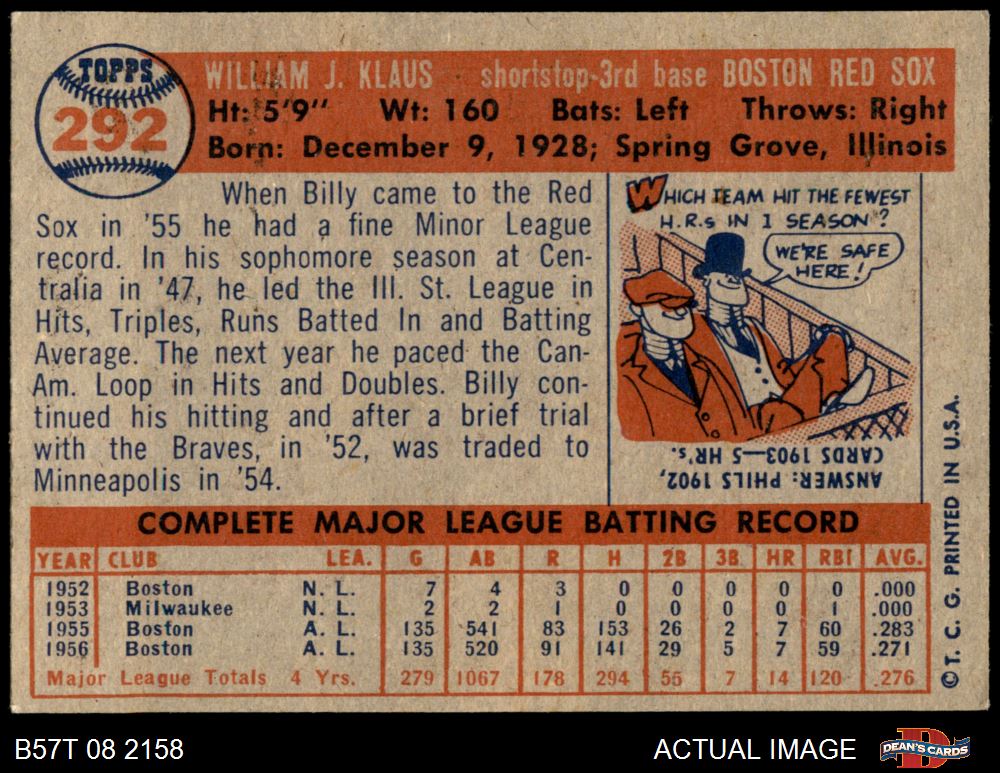 TOPPS
292
WILLIAM J. KLAUS shortstop-3rd base BOSTON RED SOX
Ht: 5'9" Wt: 160 Bats: Left Throws: Right
Born: December 9, 1928; Spring Grove, Illinois
When Billy came to the Red
Sox in '55 he had a fine Minor League
record. In his sophomore season at Cen-
tralia in '47, he led the Ill. St. League in
Hits, Triples, Runs Batted In and Batting
Average. The next year he paced the Can-
Am. Loop in Hits and Doubles. Billy con-
tinued his hitting and after a brief trial
with the Braves, in '52, was traded to
Minneapolis in '54.
WHICH TEAM HIT THE FEWEST
H.R.s IN 1 SEASON?
WE'RE SAFE
HERE!
ANSWER: PHILS 1902,
CARDS 1903—5 HR's.
COMPLETE MAJOR LEAGUE BATTING RECORD
YEAR CLUB LEA. G AB R H 2B 3B HR RBI AVG.
1952 Boston N. L. 7 4 3 0 0 0 0 0 .000
1953 Milwaukee N. L. 2 2 1 0 0 0 0 1 .000
1955 Boston A. L. 135 541 83 153 26 2 7 60 .283
1956 Boston A. L. 135 520 91 141 29 5 7 59 .271
Major League Totals 4 Yrs. 279 1067 178 294 55 7 14 120 .276
© T. C. G. PRINTED IN U.S.A.
B57T 08 2158
ACTUAL IMAGE
DEAN'S CARDS